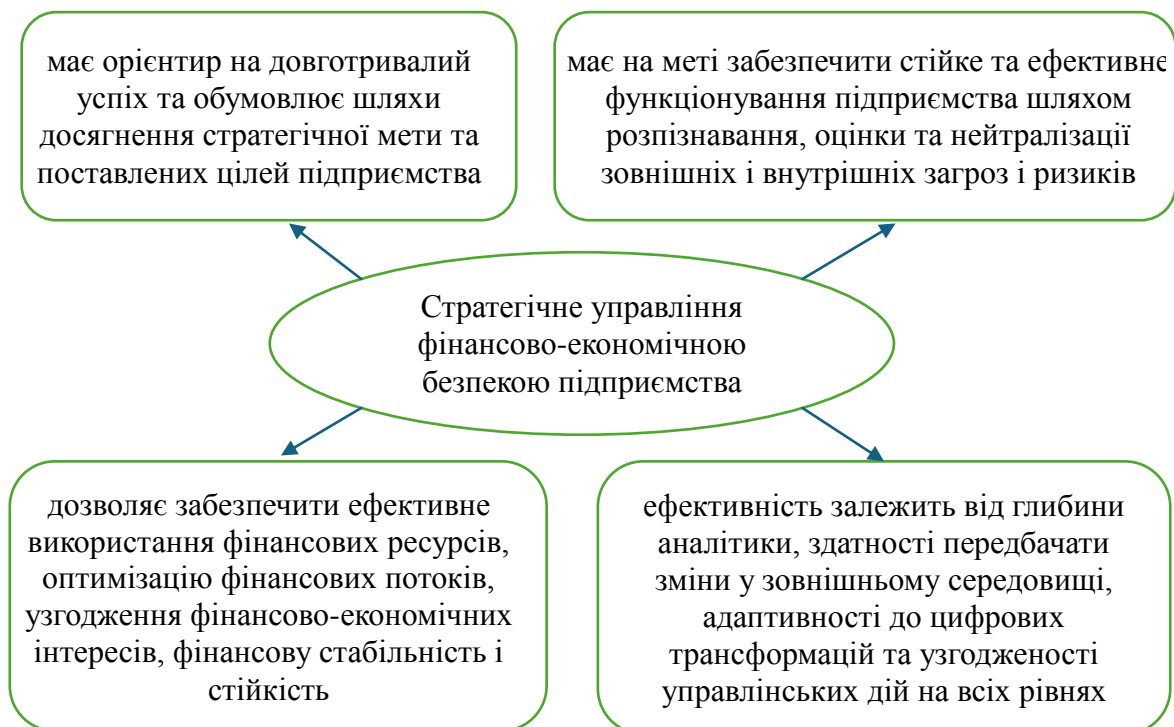 має орієнтир на довготривалий
успіх та обумовлює шляхи
досягнення стратегічної мети та
поставлених цілей підприємства
має на меті забезпечити стійке та ефективне
функціонування підприємства шляхом
розпізнавання, оцінки та нейтралізації
зовнішніх і внутрішніх загроз і ризиків
Стратегічне управління
фінансово-економічною
безпекою підприємства
дозволяє забезпечити ефективне
використання фінансових ресурсів,
оптимізацію фінансових потоків,
узгодження фінансово-економічних
інтересів, фінансову стабільність і
стійкість
ефективність залежить від глибини
аналітики, здатності передбачати
зміни у зовнішньому середовищі,
адаптивності до цифрових
трансформацій та узгодженості
управлінських дій на всіх рівнях